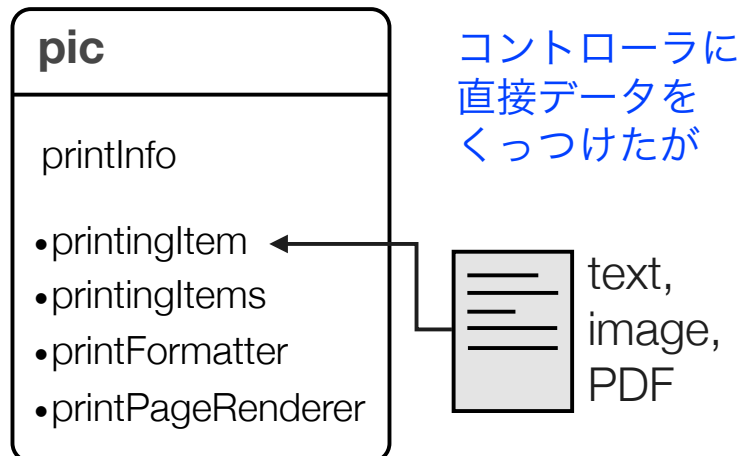 pic
printInfo
•printingItem
•printingItems
•printFormatter
•printPageRenderer
コントローラに
直接データを
くっつけたが
text,
image,
PDF